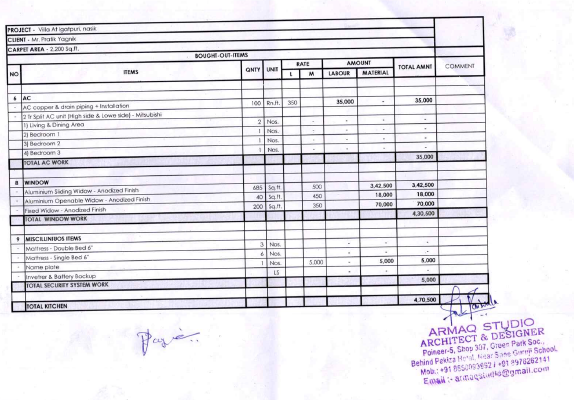 PROJECT - Villa At Igatpuri, nasik
CLIENT - Mr. Pratik Yagnik
CARPET AREA - 2,200 Sq.ft.
BOUGHT-OUT-ITEMS
NO ITEMS QNTY UNIT RATE AMOUNT TOTAL AMNT COMMENT
L M LABOUR MATERIAL
6 AC
- AC copper & drain piping + Installation 100 Rn.ft. 350 35,000 - 35,000
- 2 Tr Split AC unit (High side & Lowe side) - Mitsubishi
1) Living & Dining Area 2 Nos. - - - -
2) Bedroom 1 1 Nos. - - - -
3) Bedroom 2 1 Nos. - - - -
4) Bedroom 3 1 Nos. - - - -
TOTAL AC WORK 35,000
8 WINDOW
- Aluminium Sliding Widow - Anodized Finish 685 Sq.ft. 500 3,42,500 3,42,500
- Aluminium Openable Widow - Anodized Finish 40 Sq.ft. 450 18,000 18,000
- Fixed Widow - Anodized Finish 200 Sq.ft. 350 70,000 70,000
TOTAL WINDOW WORK 4,30,500
9 MISCILLINEIOS ITEMS
- Mattress - Double Bed 6" 3 Nos. - - -
- Mattress - Single Bed 6" 6 Nos. - - -
- Name plate 1 Nos. 5,000 - 5,000 5,000
- Inveter & Battery Backup LS - - -
TOTAL SECURIEY SYSTEM WORK 5,000
TOTAL KITCHEN 4,70,500
ARMAQ STUDIO
ARCHITECT & DESIGNER
Poineer-5, Shop 307, Green Park Soc.,
Behind Hotel, Near School,
Mob.: +91 / +91 8976262141
Email :- armaqstudio@gmail.com